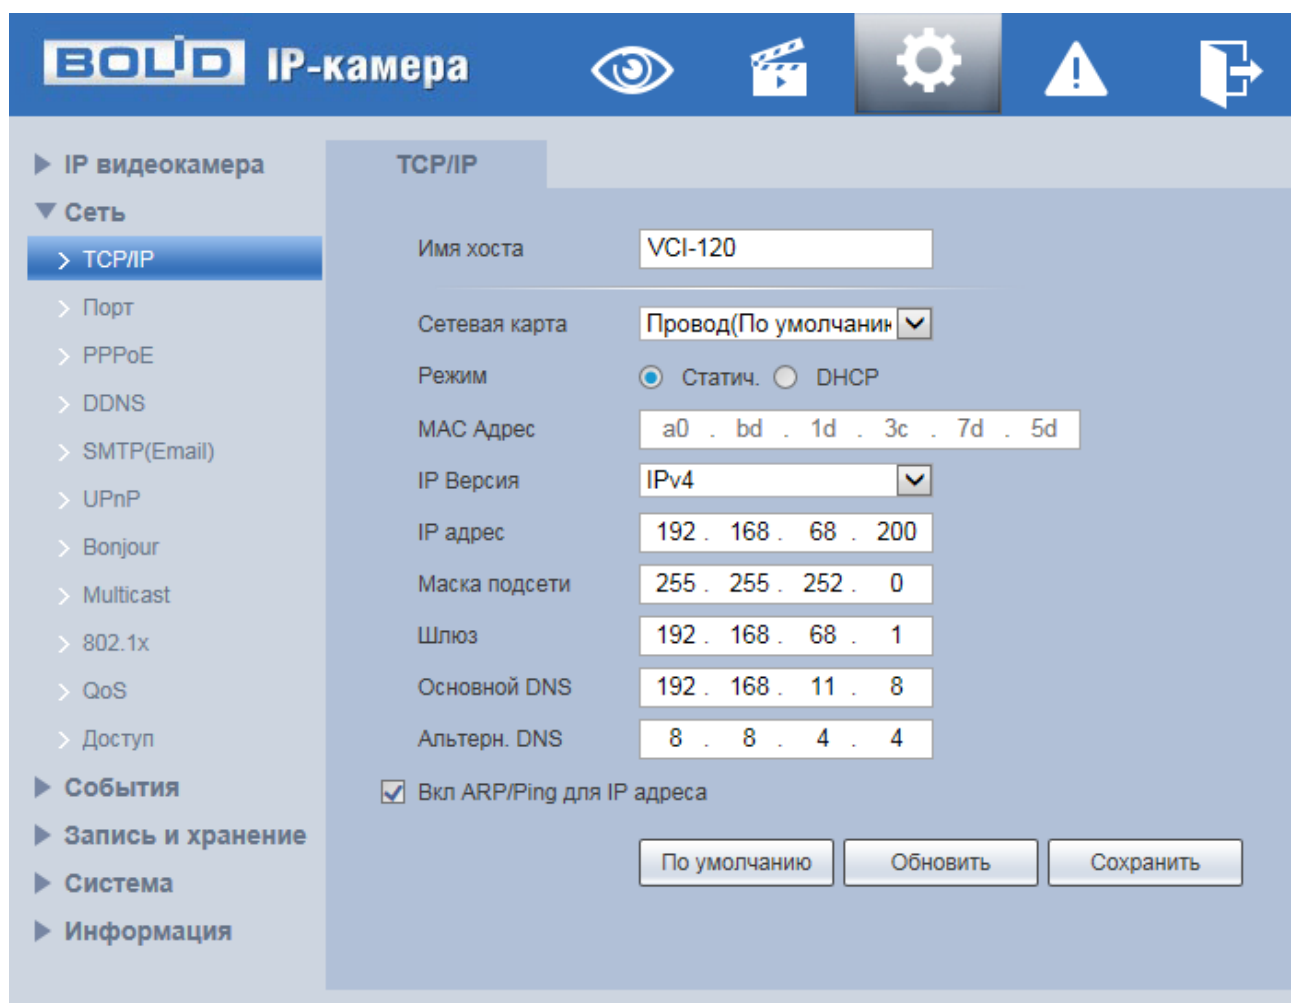 BOLID IP-камера
IP видеокамера
Сеть
TCP/IP
Порт
PPPoE
DDNS
SMTP(Email)
UPnP
Bonjour
Multicast
802.1x
QoS
Доступ
События
Запись и хранение
Система
Информация
TCP/IP
Имя хоста VCI-120
Сетевая карта Провод(По умолчани
Режим Статич. DHCP
MAC Адрес a0 . bd . 1d . 3c . 7d . 5d
IP Версия IPv4
IP адрес 192 . 168 . 68 . 200
Маска подсети 255 . 255 . 252 . 0
Шлюз 192 . 168 . 68 . 1
Основной DNS 192 . 168 . 11 . 8
Альтерн. DNS 8 . 8 . 4 . 4
Вкл ARP/Ping для IP адреса
По умолчанию Обновить Сохранить